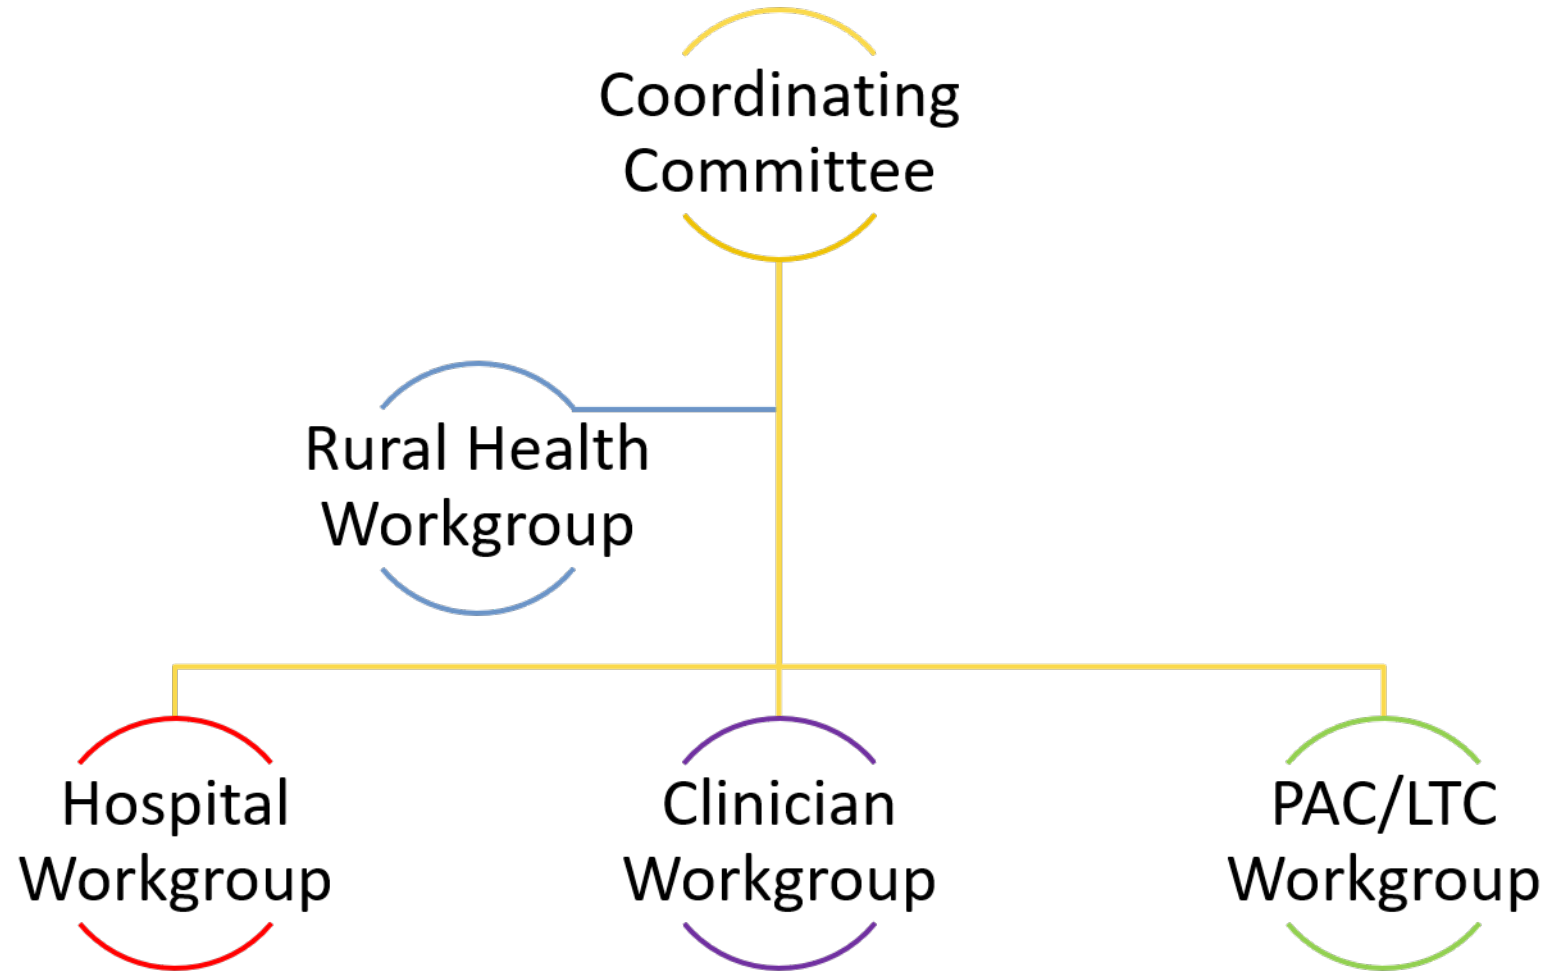 Coordinating
Committee
Rural Health
Workgroup
Hospital
Workgroup
Clinician
Workgroup
PAC/LTC
Workgroup